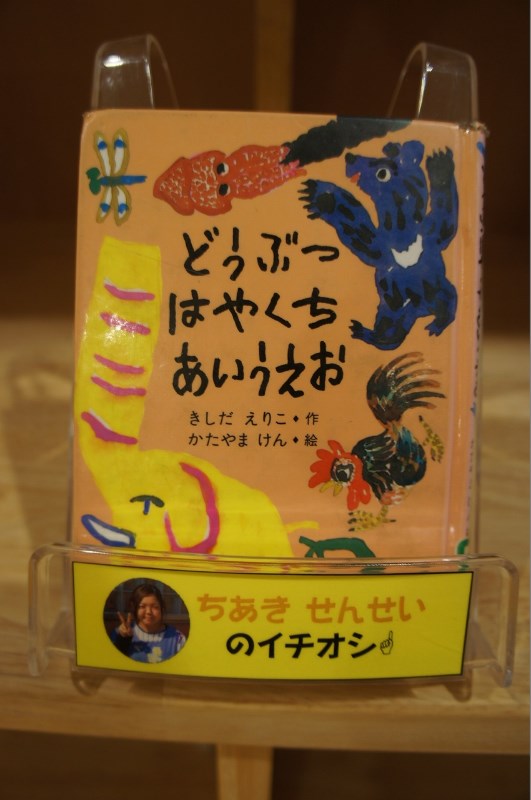 どうぶつ
はやくち
あいうえお
きしだ えりこ◆作
かたやま けん◆絵
ちあき せんせい
のイチオシ☝